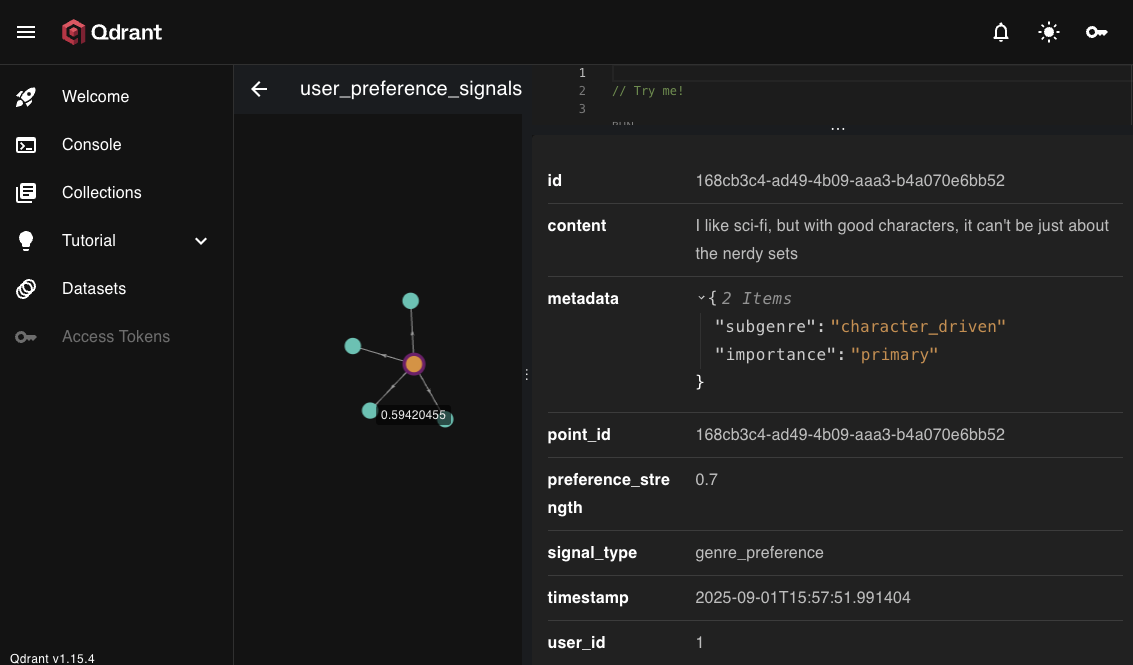 Qdrant
Welcome
Console
Collections
Tutorial
Datasets
Access Tokens
Qdrant v1.15.4
user_preference_signals
0.59420455
1
2 // Try me!
3
RUN
...
id 168cb3c4-ad49-4b09-aaa3-b4a070e6bb52
content I like sci-fi, but with good characters, it can't be just about
the nerdy sets
metadata { 2 Items
"subgenre": "character_driven"
"importance": "primary"
}
point_id 168cb3c4-ad49-4b09-aaa3-b4a070e6bb52
preference_stre 0.7
ngth
signal_type genre_preference
timestamp 2025-09-01T15:57:51.991404
user_id 1